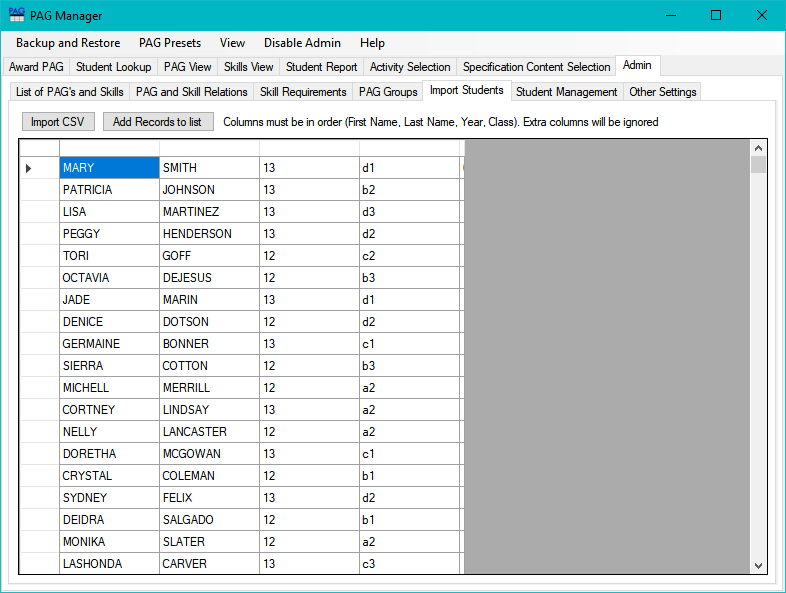 PAG PAG Manager
Backup and Restore PAG Presets View Disable Admin Help
Award PAG Student Lookup PAG View Skills View Student Report Activity Selection Specification Content Selection Admin
List of PAG's and Skills PAG and Skill Relations Skill Requirements PAG Groups Import Students Student Management Other Settings
Import CSV Add Records to list Columns must be in order (First Name, Last Name, Year, Class). Extra columns will be ignored
MARY SMITH 13 d1
PATRICIA JOHNSON 13 b2
LISA MARTINEZ 13 d3
PEGGY HENDERSON 13 d2
TORI GOFF 12 c2
OCTAVIA DEJESUS 12 b3
JADE MARIN 13 d1
DENICE DOTSON 12 d2
GERMAINE BONNER 13 c1
SIERRA COTTON 12 b3
MICHELL MERRILL 12 a2
CORTNEY LINDSAY 13 a2
NELLY LANCASTER 12 a2
DORETHA MCGOWAN 13 c1
CRYSTAL COLEMAN 12 b1
SYDNEY FELIX 13 d2
DEIDRA SALGADO 12 b1
MONIKA SLATER 12 a2
LASHONDA CARVER 13 c3